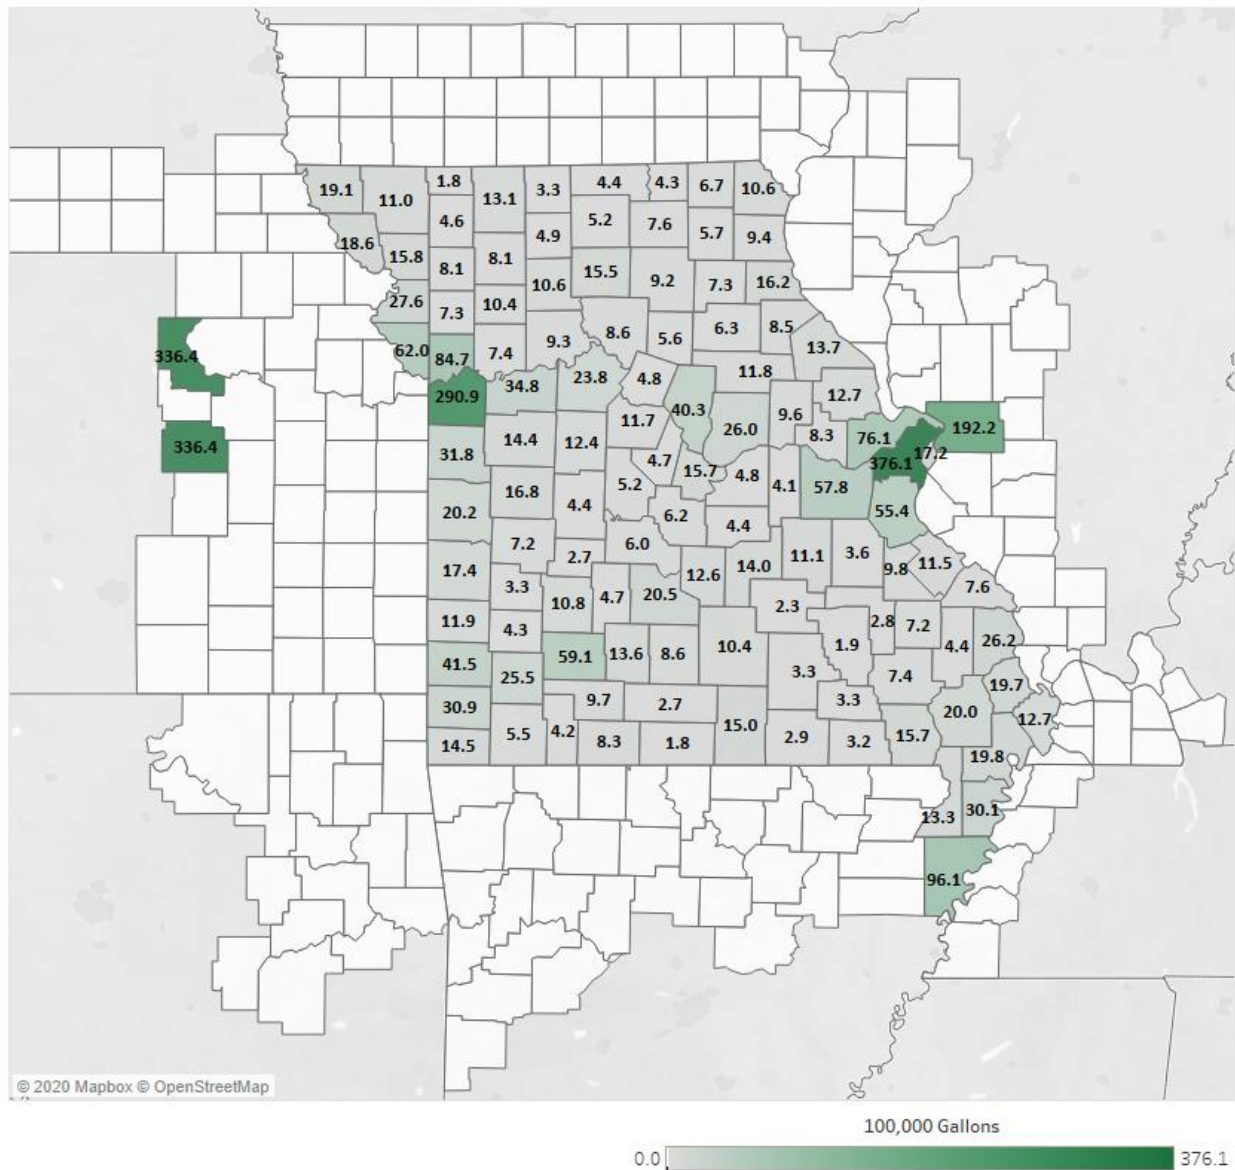 19.1 11.0 1.8 13.1 3.3 4.4 4.3 6.7 10.6
4.6 5.2 7.6 5.7 9.4
18.6 15.8 8.1 8.1 4.9 15.5 9.2 7.3 16.2
27.6 7.3 10.4 10.6
336.4 62.0 84.7 7.4 9.3 8.6 5.6 6.3 8.5 13.7
290.9 34.8 23.8 4.8 11.8 12.7
336.4 31.8 14.4 12.4 11.7 40.3 26.0 9.6 8.3 76.1 192.2
20.2 16.8 4.4 5.2 4.7 15.7 4.8 4.1 57.8 376.1 17.2
6.2 4.4 55.4
17.4 7.2 2.7 6.0 12.6 14.0 11.1 3.6 9.8 11.5
3.3 10.8 4.7 20.5 2.3 7.6
11.9 4.3 2.8 7.2
41.5 25.5 59.1 13.6 8.6 10.4 3.3 1.9 7.4 4.4 26.2
30.9 9.7 2.7 3.3 19.7
14.5 5.5 4.2 8.3 1.8 15.0 2.9 3.2 15.7 20.0 12.7
19.8
13.3 30.1
96.1
© 2020 Mapbox © OpenStreetMap
100,000 Gallons
0.0 376.1